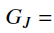 G_J =